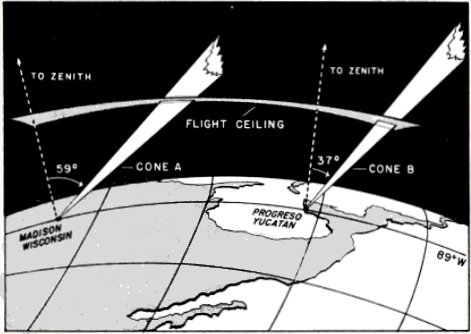 TO ZENITH
TO ZENITH
FLIGHT CEILING
59°
CONE A
37°
CONE B
MADISON
WISCONSIN
PROGRESO
YUCATAN
89°W